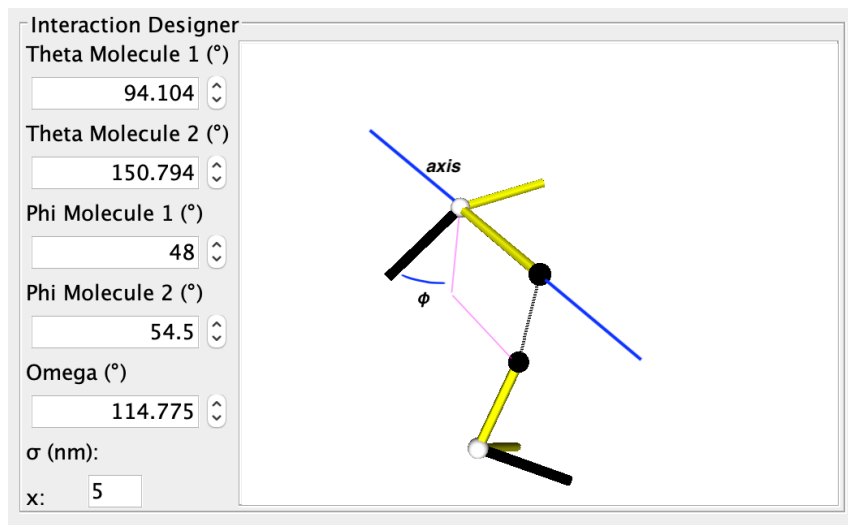 Interaction Designer
Theta Molecule 1 (°)
94.104
Theta Molecule 2 (°)
150.794
Phi Molecule 1 (°)
48
Phi Molecule 2 (°)
54.5
Omega (°)
114.775
σ (nm):
x: 5
axis
ϕ